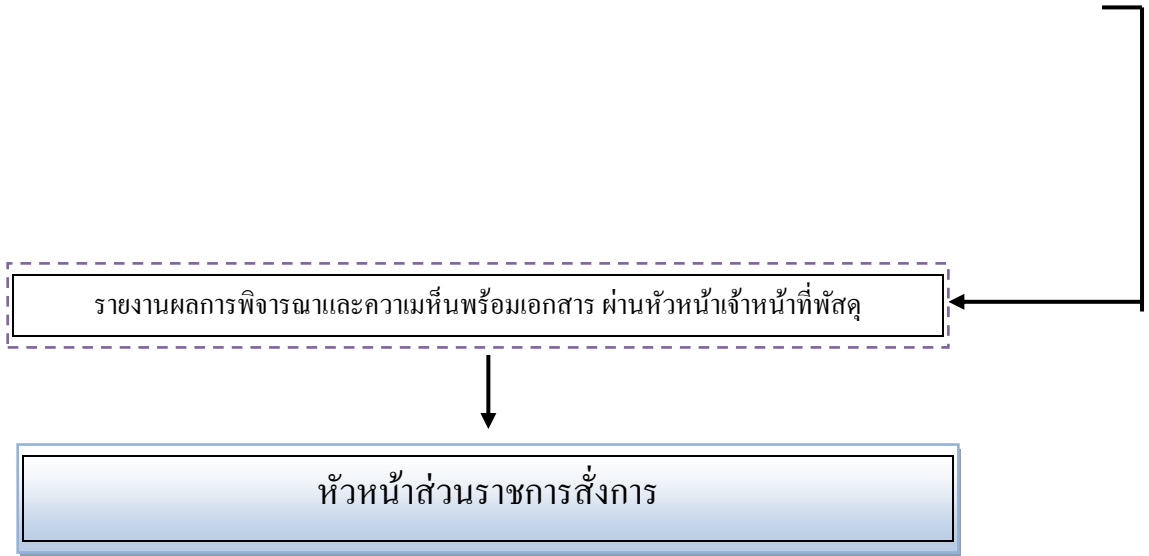 รายงานผลการพิจารณาและความเห็นพร้อมเอกสาร ผ่านหัวหน้าเจ้าหน้าที่พัสดุ
หัวหน้าส่วนราชการสั่งการ